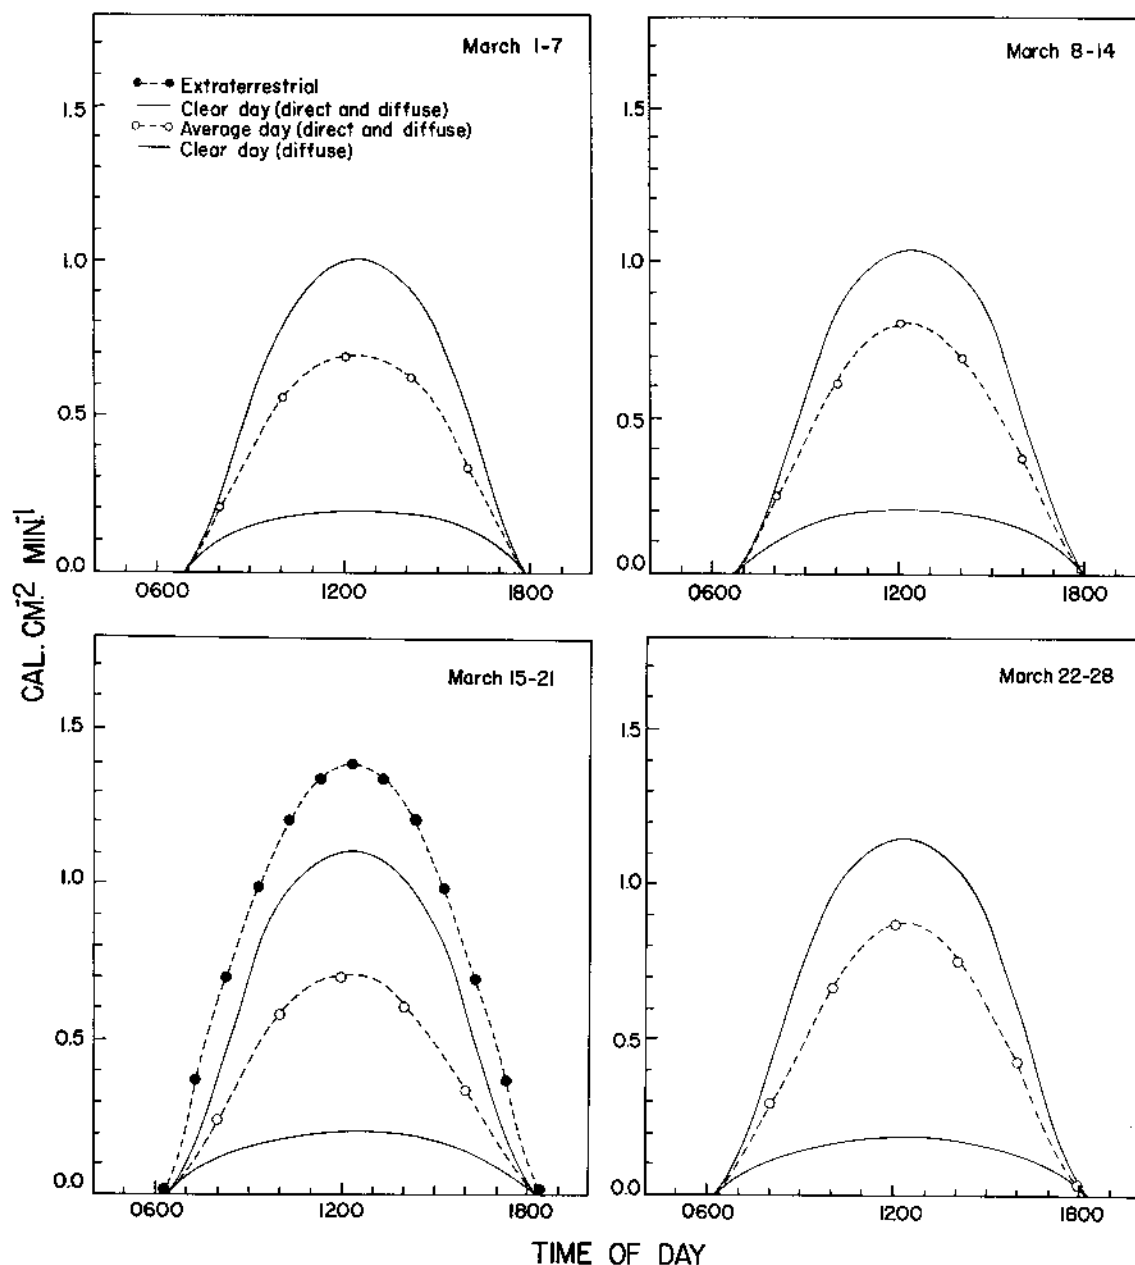 March 1-7
Extraterrestrial
Clear day (direct and diffuse)
Average day (direct and diffuse)
Clear day (diffuse)
1.5
1.0
0.5
0.0
0600 1200 1800
March 8-14
1.5
1.0
0.5
0.0
0600 1200 1800
CAL. CM.-2 MIN.-1
March 15-21
1.5
1.0
0.5
0.0
0600 1200 1800
March 22-28
1.5
1.0
0.5
0.0
0600 1200 1800
TIME OF DAY